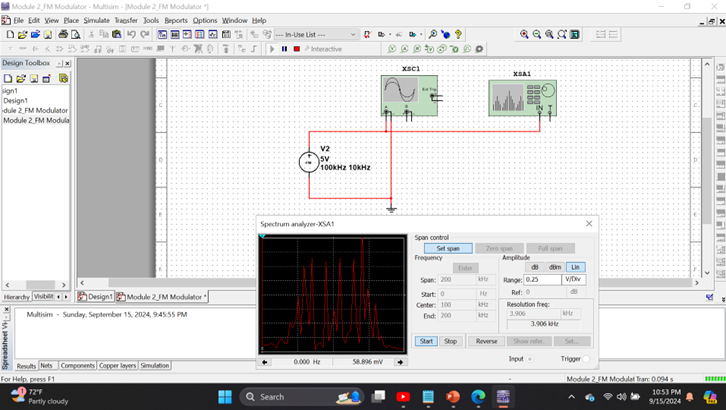 Module 2_FM Modulator - Multisim - [Module 2_FM Modulator *]
File Edit View Place Simulate Transfer Tools Reports Options Window Help
--- In-Use List ---
Interactive
Design Toolbox
sign1
Design1
dule 2_FM Modulator
Module 2_FM Modula
XSC1
Ext Trig
A B
XSA1
IN T
V2
5V
100kHz 10kHz
FM
C
D
E
F
Spectrum analyzer-XSA1
Span control
Set span Zero span Full span
Frequency
Enter
Span: 200 kHz
Start: 0 Hz
Center: 100 kHz
End: 200 kHz
Amplitude
dB dBm Lin
Range: 0.25 V/Div
Ref: 0 dB
Resolution freq:
3.906 kHz
3.906 kHz
Start Stop Reverse Show refer. Set...
0.000 Hz 58.896 mV
Input Trigger
Hierarchy Visibilit
Design1 Module 2_FM Modulator *
Spreadsheet Vi
Multisim - Sunday, September 15, 2024, 9:45:55 PM
Results Nets Components Copper layers Simulation
For Help, press F1
Module 2_FM Modulator Tran: 0.094 s
72°F
Partly cloudy
Search
10:53 PM
9/15/2024